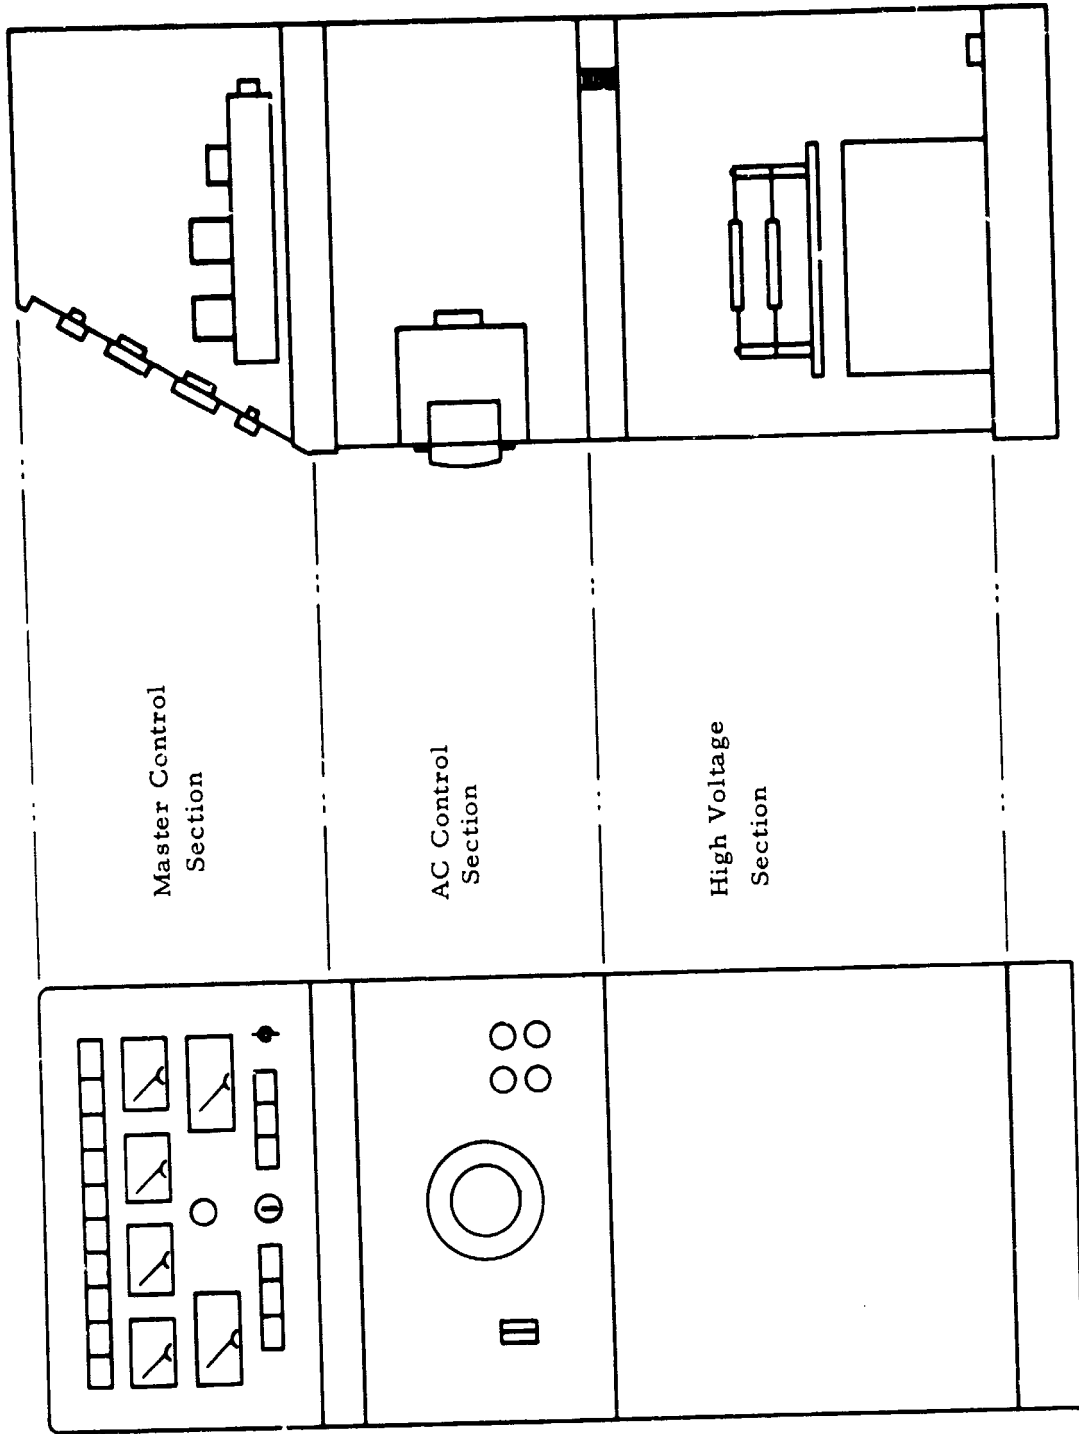 Master Control
Section
AC Control
Section
High Voltage
Section